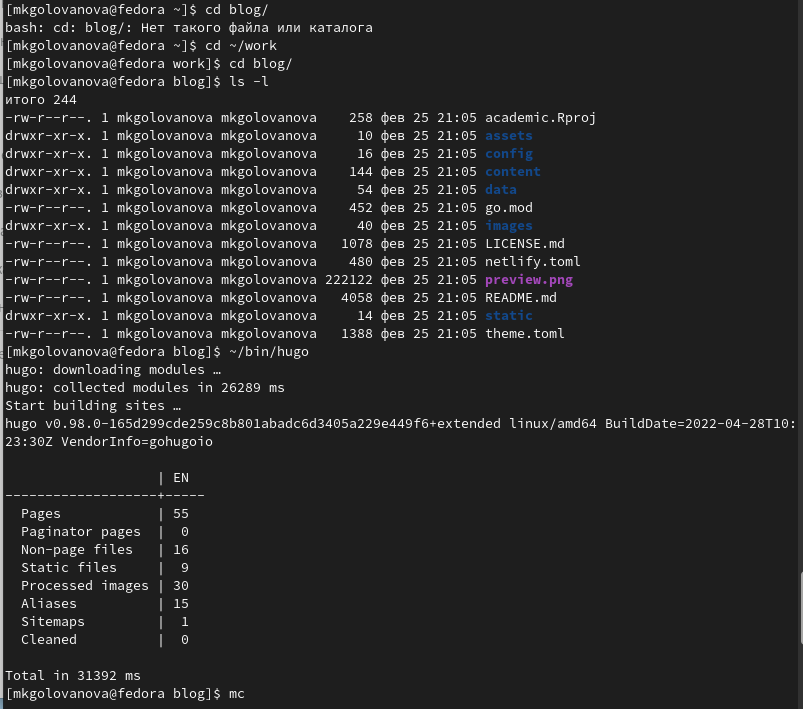 [mkgolovanova@fedora ~]$ cd blog/
bash: cd: blog/: Нет такого файла или каталога
[mkgolovanova@fedora ~]$ cd ~/work
[mkgolovanova@fedora work]$ cd blog/
[mkgolovanova@fedora blog]$ ls -l
итого 244
-rw-r--r--. 1 mkgolovanova mkgolovanova    258 фев 25 21:05 academic.Rproj
drwxr-xr-x. 1 mkgolovanova mkgolovanova     10 фев 25 21:05 assets
drwxr-xr-x. 1 mkgolovanova mkgolovanova     16 фев 25 21:05 config
drwxr-xr-x. 1 mkgolovanova mkgolovanova    144 фев 25 21:05 content
drwxr-xr-x. 1 mkgolovanova mkgolovanova     54 фев 25 21:05 data
-rw-r--r--. 1 mkgolovanova mkgolovanova    452 фев 25 21:05 go.mod
drwxr-xr-x. 1 mkgolovanova mkgolovanova     40 фев 25 21:05 images
-rw-r--r--. 1 mkgolovanova mkgolovanova   1078 фев 25 21:05 LICENSE.md
-rw-r--r--. 1 mkgolovanova mkgolovanova    480 фев 25 21:05 netlify.toml
-rw-r--r--. 1 mkgolovanova mkgolovanova 222122 фев 25 21:05 preview.png
-rw-r--r--. 1 mkgolovanova mkgolovanova   4058 фев 25 21:05 README.md
drwxr-xr-x. 1 mkgolovanova mkgolovanova     14 фев 25 21:05 static
-rw-r--r--. 1 mkgolovanova mkgolovanova   1388 фев 25 21:05 theme.toml
[mkgolovanova@fedora blog]$ ~/bin/hugo
hugo: downloading modules …
hugo: collected modules in 26289 ms
Start building sites …
hugo v0.98.0-165d299cde259c8b801abadc6d3405a229e449f6+extended linux/amd64 BuildDate=2022-04-28T10:
23:30Z VendorInfo=gohugoio
                   | EN
-------------------+-----
  Pages            | 55
  Paginator pages  |  0
  Non-page files   | 16
  Static files     |  9
  Processed images | 30
  Aliases          | 15
  Sitemaps         |  1
  Cleaned          |  0
Total in 31392 ms
[mkgolovanova@fedora blog]$ mc